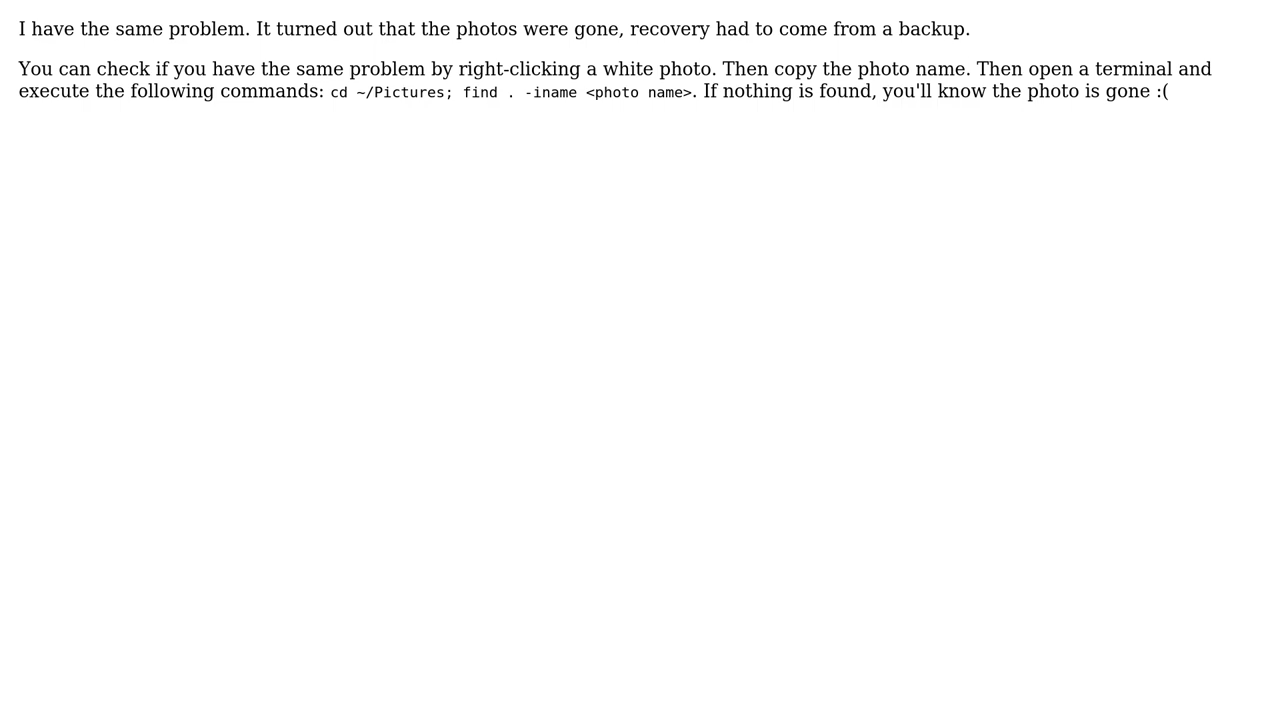 I have the same problem. It turned out that the photos were gone, recovery had to come from a backup.
You can check if you have the same problem by right-clicking a white photo. Then copy the photo name. Then open a terminal and
execute the following commands: cd ~/Pictures; find . -iname <photo name>. If nothing is found, you'll know the photo is gone :(